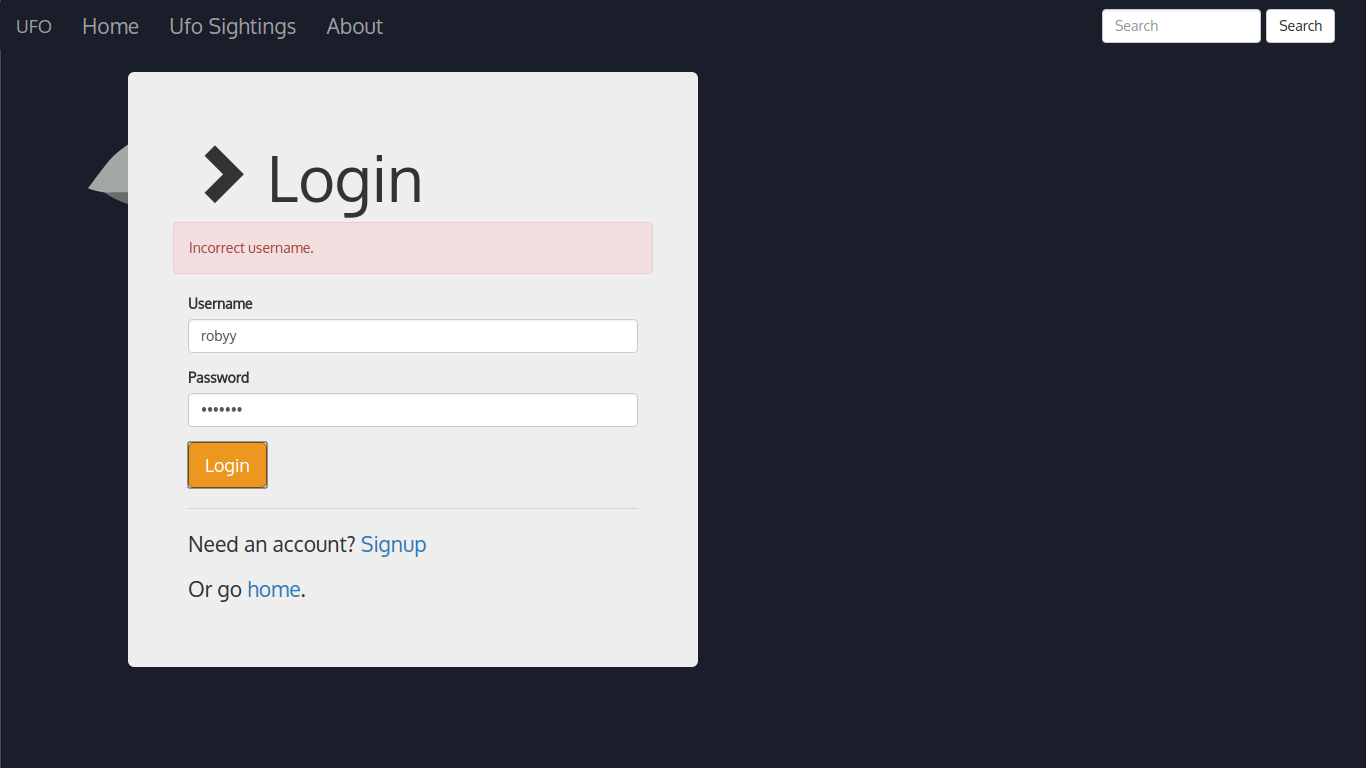 UFO Home Ufo Sightings About Search Search
Login
Incorrect username.
Username
robyy
Password
•••••••
Login
Need an account? Signup
Or go home.